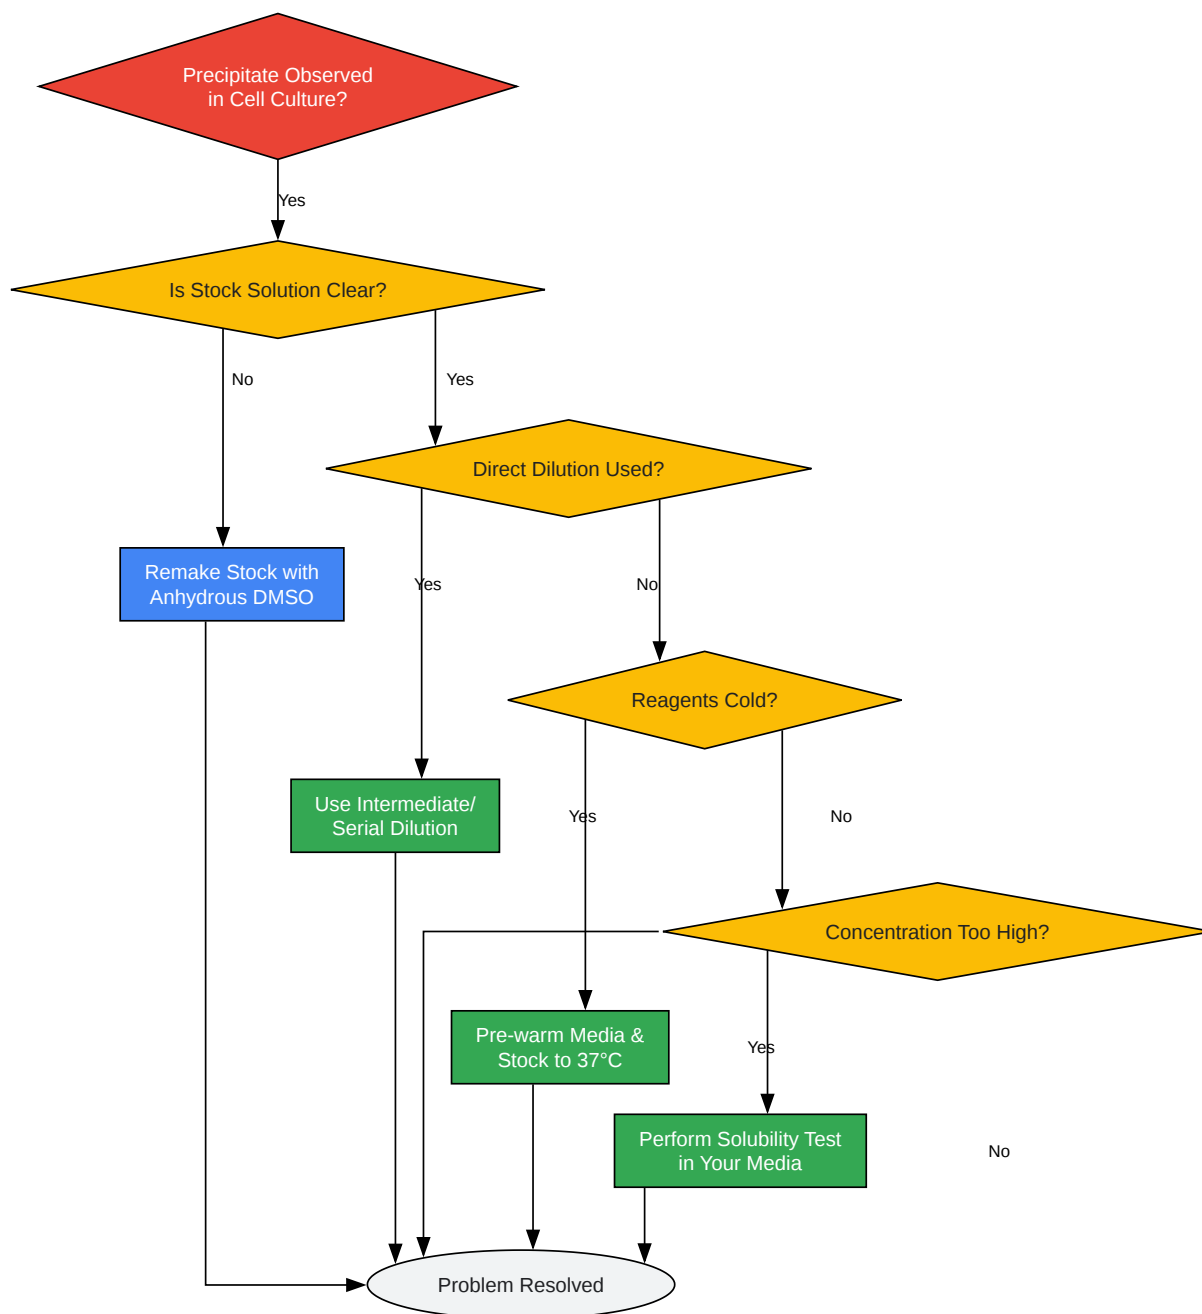 Precipitate Observed
in Cell Culture?
Yes
Is Stock Solution Clear?
No
Yes
Direct Dilution Used?
Remake Stock with
Anhydrous DMSO
Yes
No
Reagents Cold?
Use Intermediate/
Serial Dilution
Yes
No
Concentration Too High?
Pre-warm Media &
Stock to 37°C
Yes
Perform Solubility Test
in Your Media
No
Problem Resolved